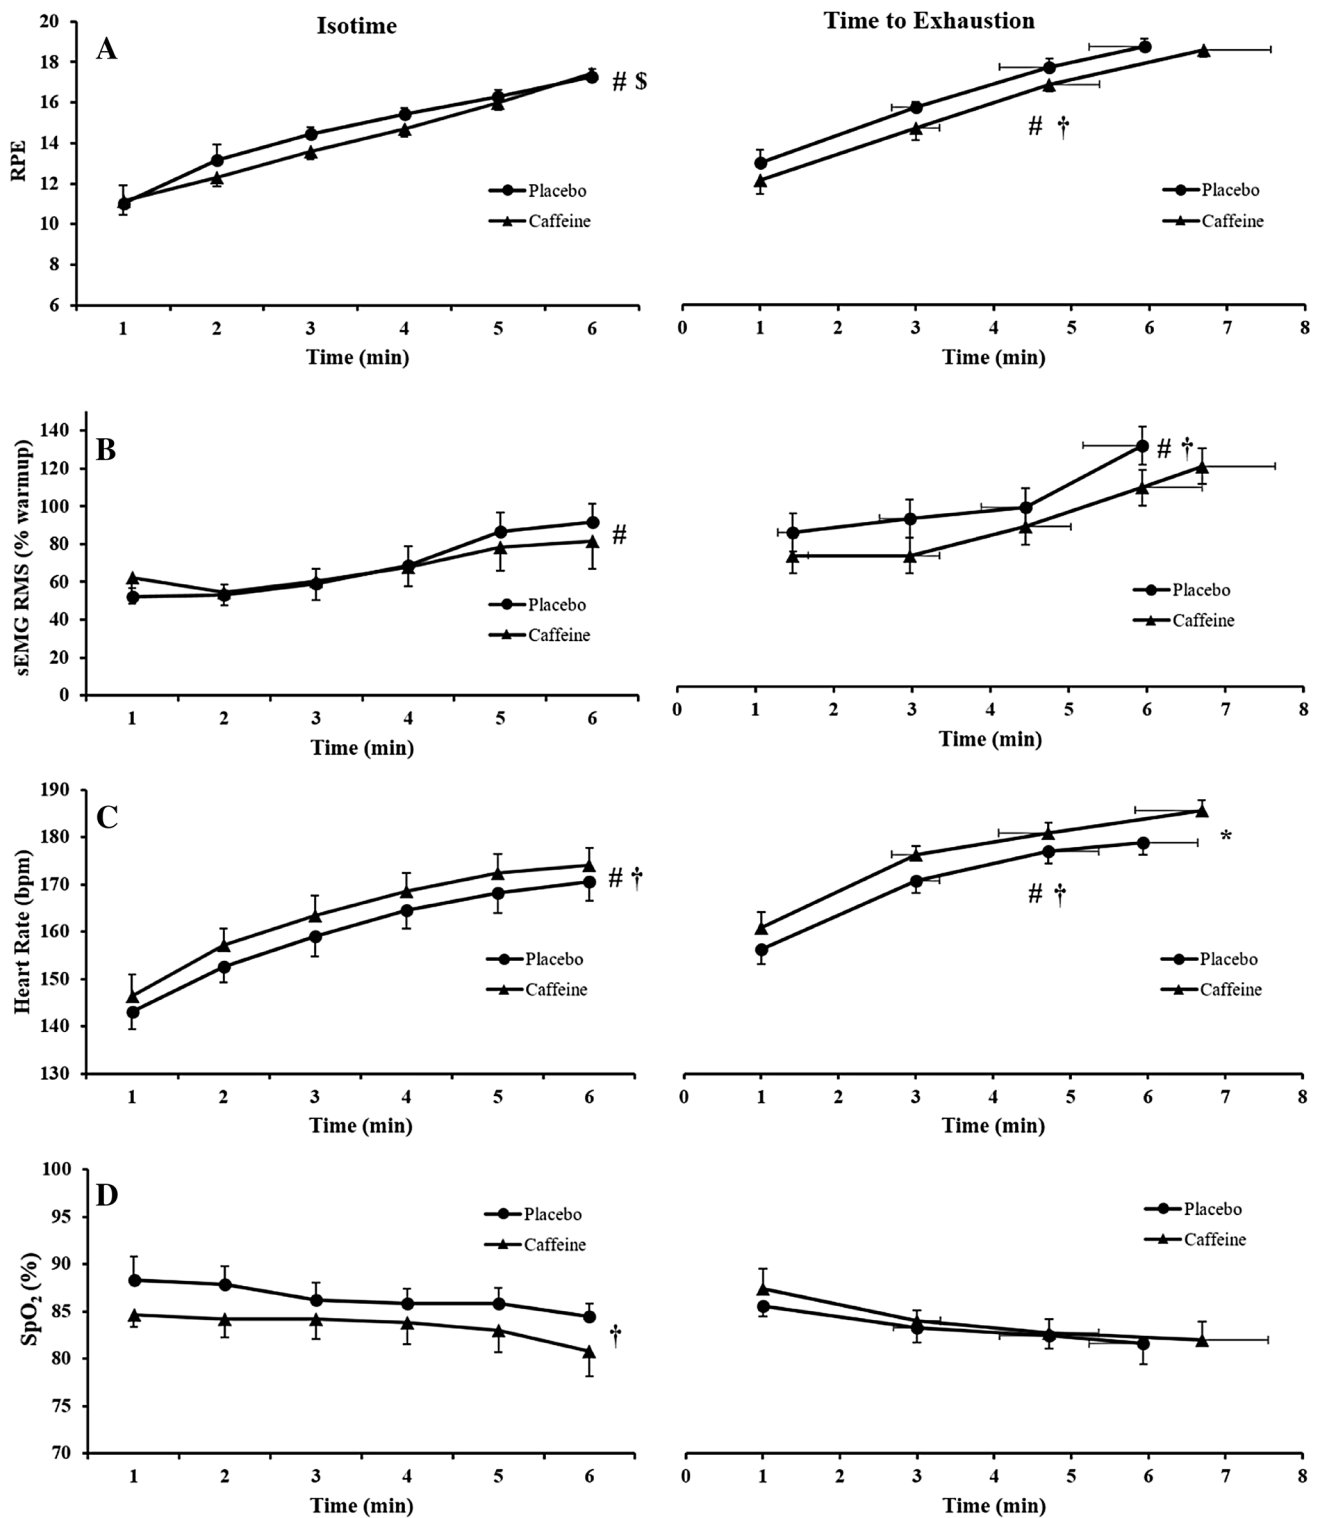 Isotime
Time to Exhaustion
A
RPE
20
18
16
14
12
10
8
6
# $
Placebo
Caffeine
1 2 3 4 5 6
Time (min)
# †
Placebo
Caffeine
0 1 2 3 4 5 6 7 8
Time (min)
B
sEMG RMS (% warmup)
140
120
100
80
60
40
20
0
#
Placebo
Caffeine
1 2 3 4 5 6
Time (min)
# †
Placebo
Caffeine
0 1 2 3 4 5 6 7 8
Time (min)
C
Heart Rate (bpm)
190
180
170
160
150
140
130
# †
Placebo
Caffeine
1 2 3 4 5 6
Time (min)
*
# †
Placebo
Caffeine
0 1 2 3 4 5 6 7 8
Time (min)
D
SpO₂ (%)
100
95
90
85
80
75
70
Placebo
Caffeine
†
1 2 3 4 5 6
Time (min)
Placebo
Caffeine
0 1 2 3 4 5 6 7 8
Time (min)